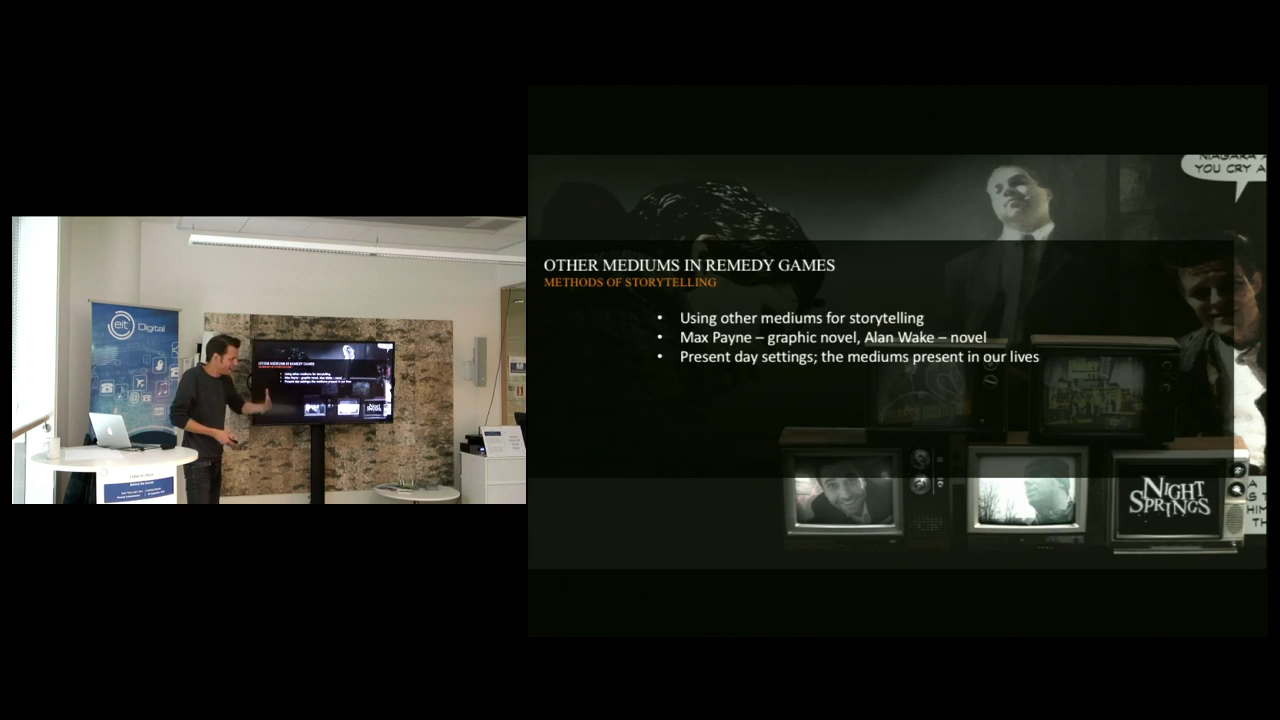 eit Digital
OTHER MEDIUMS IN REMEDY GAMES
METHODS OF STORYTELLING
• Using other mediums for storytelling
• Max Payne – graphic novel, Alan Wake – novel
• Present day settings; the mediums present in our lives
YOU CRY A
NIGHT
SPRINGS
HIM